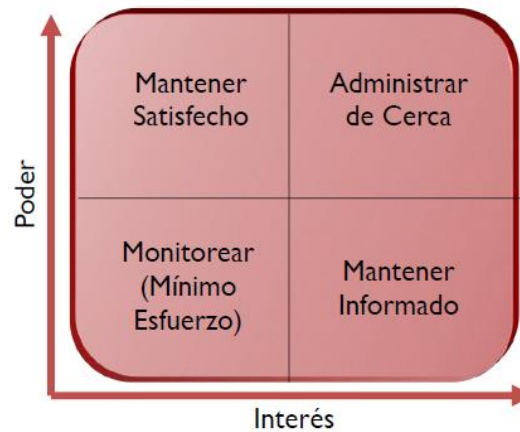 Poder
Mantener
Satisfecho
Administrar
de Cerca
Monitorear
(Mínimo
Esfuerzo)
Mantener
Informado
Interés